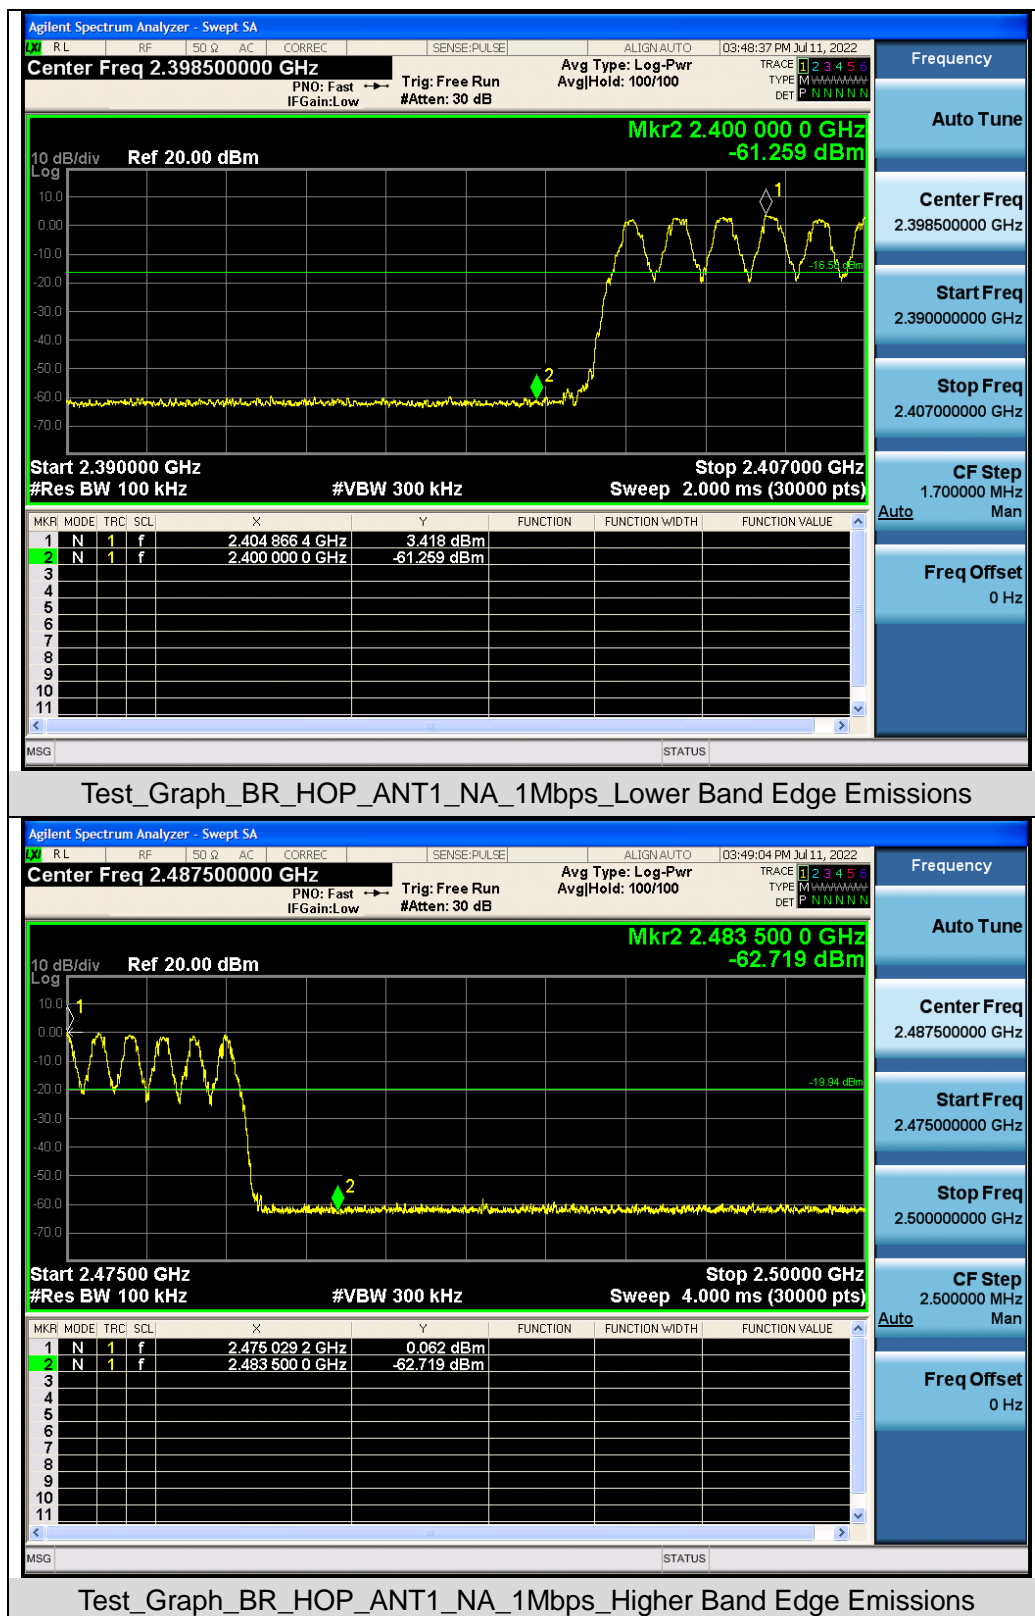 Agilent Spectrum Analyzer - Swept SA
LXI RL RF 50 Ω AC CORREC SENSE:PULSE ALIGN AUTO 03:48:37 PM Jul 11, 2022
Center Freq 2.398500000 GHz
PNO: Fast Trig: Free Run Avg Type: Log-Pwr TRACE 1 2 3 4 5 6
IFGain:Low #Atten: 30 dB Avg|Hold: 100/100 TYPE M
DET P N N N N N
Frequency
Auto Tune
Center Freq
2.398500000 GHz
Start Freq
2.390000000 GHz
Stop Freq
2.407000000 GHz
CF Step
1.700000 MHz
Auto Man
Freq Offset
0 Hz
Mkr2 2.400 000 0 GHz
-61.259 dBm
10 dB/div Ref 20.00 dBm
Log
10.0
0.00
-10.0
-20.0
-30.0
-40.0
-50.0
-60.0
-70.0
1
2
-16.58 dBm
Start 2.390000 GHz Stop 2.407000 GHz
#Res BW 100 kHz #VBW 300 kHz Sweep 2.000 ms (30000 pts)
MKR MODE TRC SCL X Y FUNCTION FUNCTION WIDTH FUNCTION VALUE
1 N 1 f 2.404 866 4 GHz 3.418 dBm
2 N 1 f 2.400 000 0 GHz -61.259 dBm
3
4
5
6
7
8
9
10
11
MSG STATUS
Test_Graph_BR_HOP_ANT1_NA_1Mbps_Lower Band Edge Emissions
Agilent Spectrum Analyzer - Swept SA
LXI RL RF 50 Ω AC CORREC SENSE:PULSE ALIGN AUTO 03:49:04 PM Jul 11, 2022
Center Freq 2.487500000 GHz
PNO: Fast Trig: Free Run Avg Type: Log-Pwr TRACE 1 2 3 4 5 6
IFGain:Low #Atten: 30 dB Avg|Hold: 100/100 TYPE M
DET P N N N N N
Frequency
Auto Tune
Center Freq
2.487500000 GHz
Start Freq
2.475000000 GHz
Stop Freq
2.500000000 GHz
CF Step
2.500000 MHz
Auto Man
Freq Offset
0 Hz
Mkr2 2.483 500 0 GHz
-62.719 dBm
10 dB/div Ref 20.00 dBm
Log
10.0
0.00
-10.0
-20.0
-30.0
-40.0
-50.0
-60.0
-70.0
1
2
-19.94 dBm
Start 2.47500 GHz Stop 2.50000 GHz
#Res BW 100 kHz #VBW 300 kHz Sweep 4.000 ms (30000 pts)
MKR MODE TRC SCL X Y FUNCTION FUNCTION WIDTH FUNCTION VALUE
1 N 1 f 2.475 029 2 GHz 0.062 dBm
2 N 1 f 2.483 500 0 GHz -62.719 dBm
3
4
5
6
7
8
9
10
11
MSG STATUS
Test_Graph_BR_HOP_ANT1_NA_1Mbps_Higher Band Edge Emissions